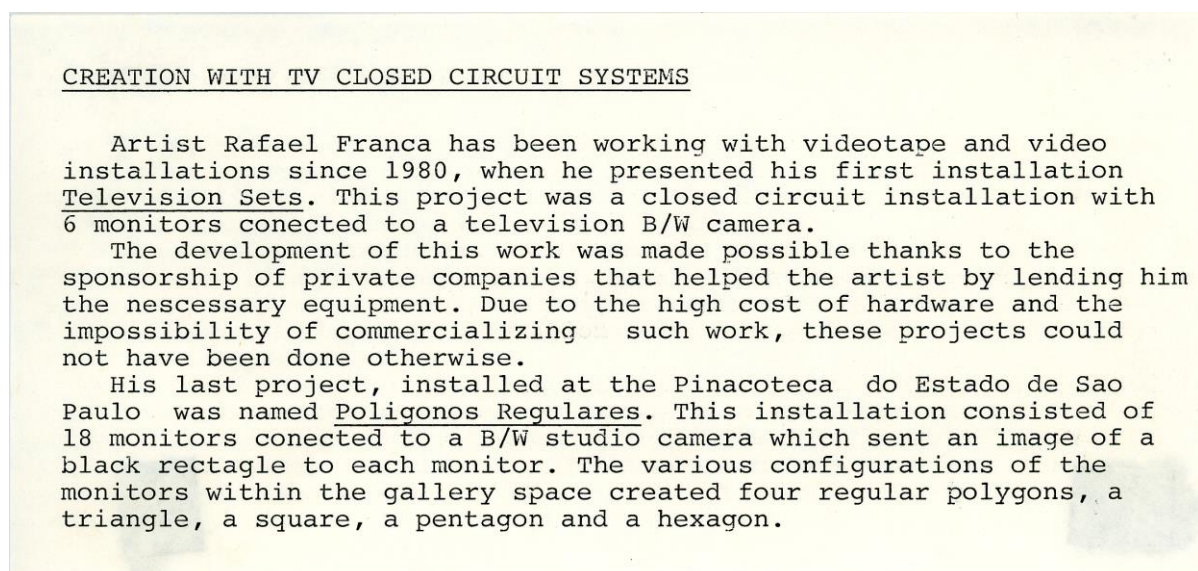 CREATION WITH TV CLOSED CIRCUIT SYSTEMS
Artist Rafael Franca has been working with videotape and video
installations since 1980, when he presented his first installation
Television Sets. This project was a closed circuit installation with
6 monitors conected to a television B/W camera.
The development of this work was made possible thanks to the
sponsorship of private companies that helped the artist by lending him
the nescessary equipment. Due to the high cost of hardware and the
impossibility of commercializing such work, these projects could
not have been done otherwise.
His last project, installed at the Pinacoteca do Estado de Sao
Paulo was named Poligonos Regulares. This installation consisted of
18 monitors conected to a B/W studio camera which sent an image of a
black rectagle to each monitor. The various configurations of the
monitors within the gallery space created four regular polygons, a
triangle, a square, a pentagon and a hexagon.